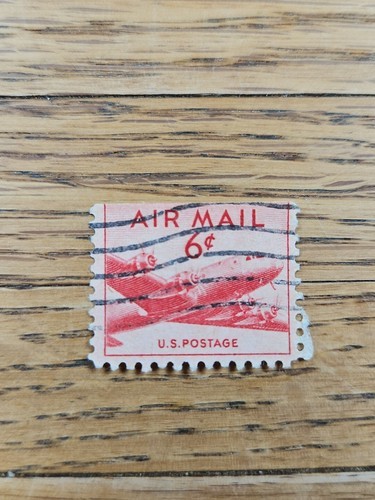 AIR MAIL
6¢
U.S. POSTAGE